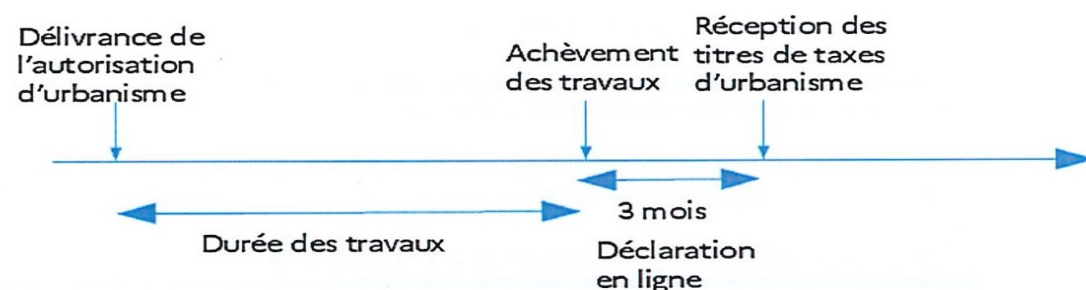 Délivrance de
l'autorisation
d'urbanisme
Achèvement
des travaux
Réception des
titres de taxes
d'urbanisme
Durée des travaux
3 mois
Déclaration
en ligne